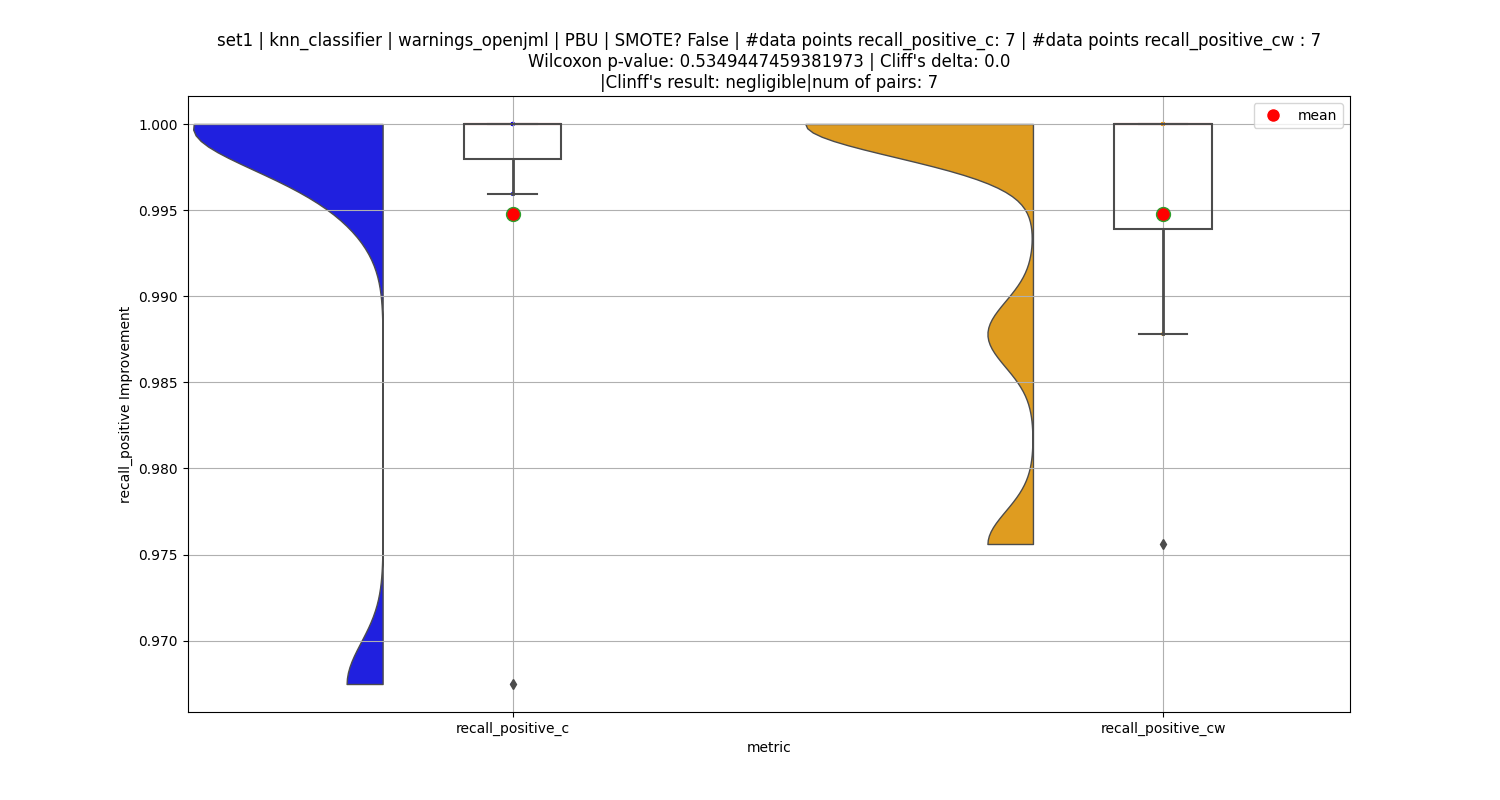 set1 | knn_classifier | warnings_openjml | PBU | SMOTE? False | #data points recall_positive_c: 7 | #data points recall_positive_cw : 7
Wilcoxon p-value: 0.5349447459381973 | Cliff's delta: 0.0
|Clinff's result: negligible|num of pairs: 7
mean
1.000
0.995
0.990
0.985
0.980
0.975
0.970
recall_positive Improvement
recall_positive_c
recall_positive_cw
metric